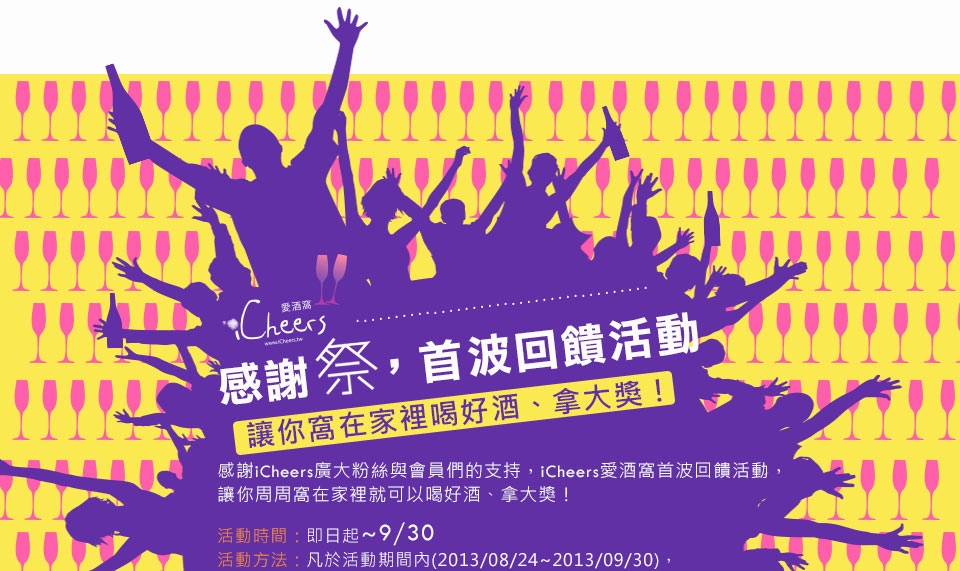 愛酒窩
iCheers
www.iCheers.tw
感謝祭，首波回饋活動
讓你窩在家裡喝好酒、拿大獎！
感謝iCheers廣大粉絲與會員們的支持，iCheers愛酒窩首波回饋活動，
讓你周周窩在家裡就可以喝好酒、拿大獎！
活動時間：即日起~9/30
活動方法：凡於活動期間內(2013/08/24~2013/09/30)，